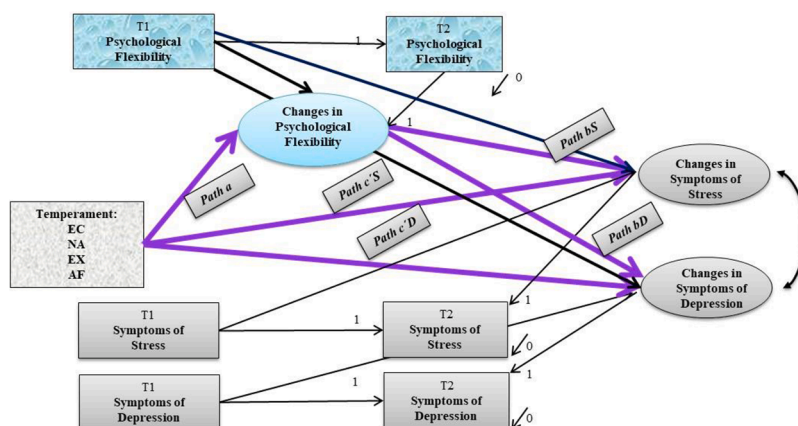 T1
Psychological
Flexibility
1
T2
Psychological
Flexibility
0
Changes in
Psychological
Flexibility
1
Path bS
Changes in
Symptoms of
Stress
Path a
Path c´S
Temperament:
EC
NA
EX
AF
Path c´D
Path bD
Changes in
Symptoms of
Depression
T1
Symptoms of
Stress
1
T2
Symptoms of
Stress
1
0
T1
Symptoms of
Depression
1
T2
Symptoms of
Depression
1
0